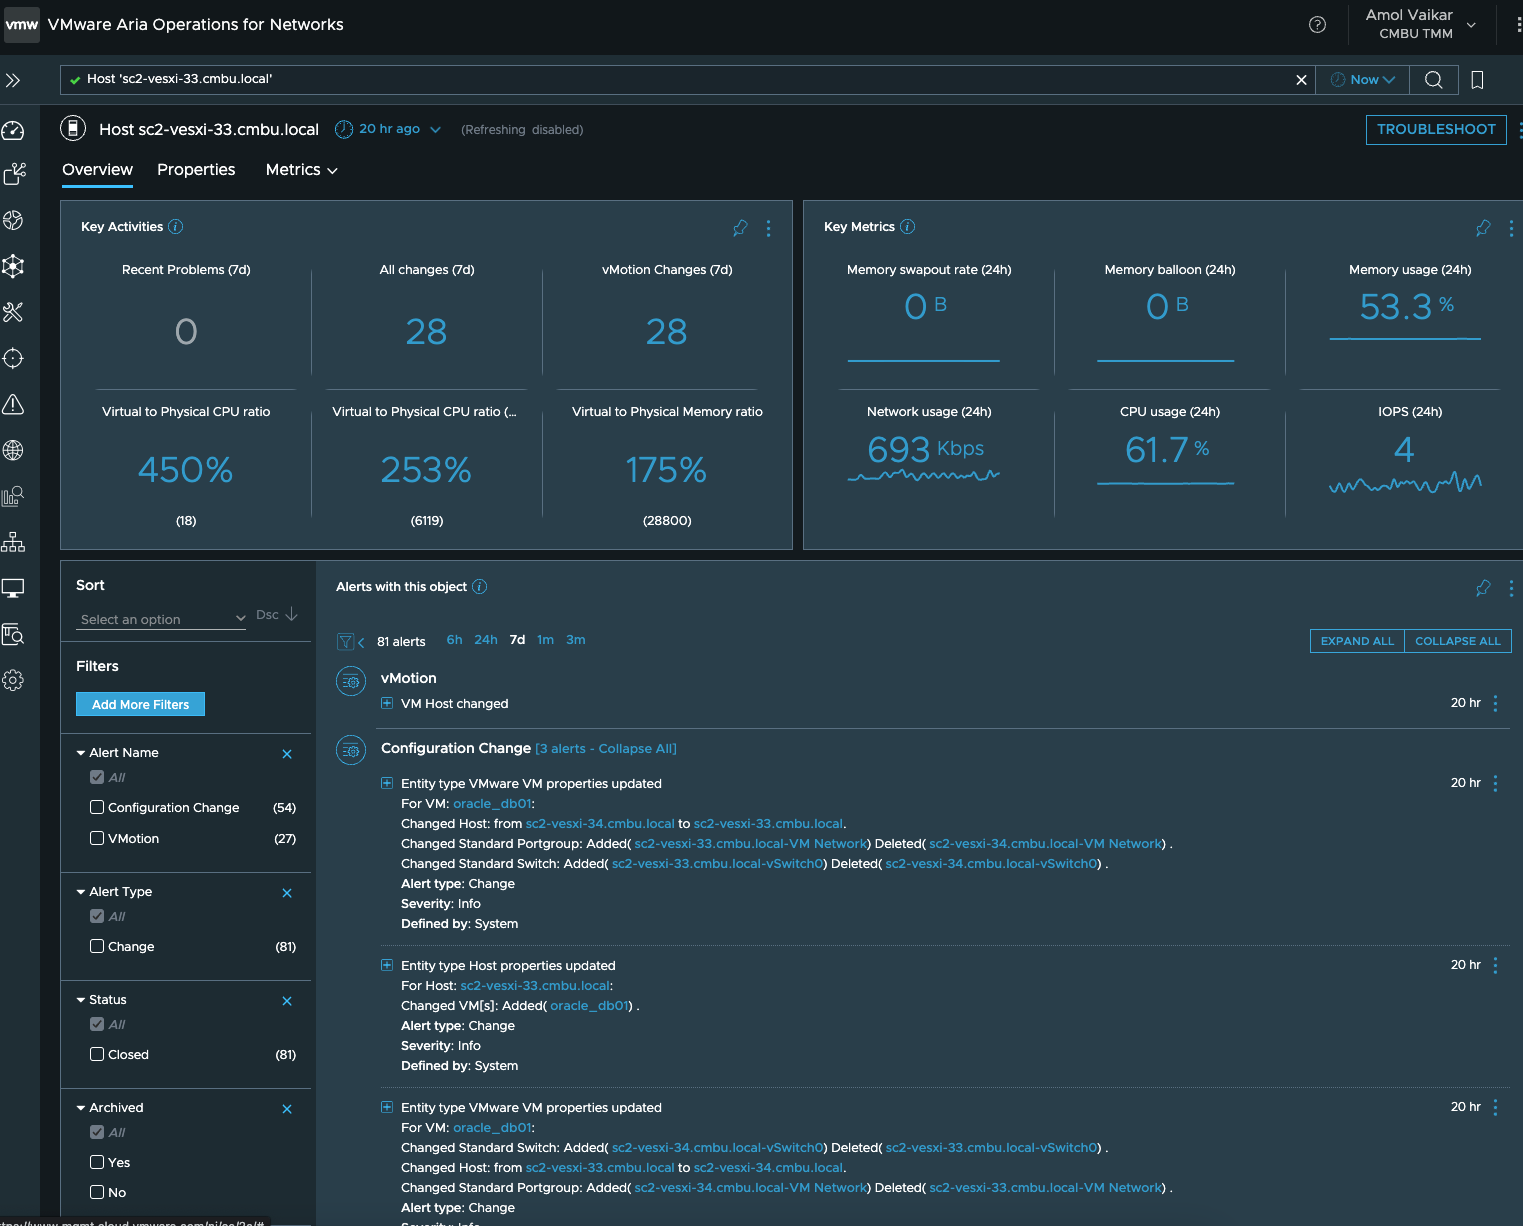 vmw VMware Aria Operations for Networks
Amol Vaikar
CMBU TMM
Host 'sc2-vesxi-33.cmbu.local'
Now
Host sc2-vesxi-33.cmbu.local 20 hr ago (Refreshing disabled)
TROUBLESHOOT
Overview Properties Metrics
Key Activities
Recent Problems (7d) All changes (7d) vMotion Changes (7d)
0 28 28
Virtual to Physical CPU ratio Virtual to Physical CPU ratio (... Virtual to Physical Memory ratio
450% 253% 175%
(18) (6119) (28800)
Key Metrics
Memory swapout rate (24h) Memory balloon (24h) Memory usage (24h)
0 B 0 B 53.3 %
Network usage (24h) CPU usage (24h) IOPS (24h)
693 Kbps 61.7 % 4
Sort
Select an option Dsc
Filters
Add More Filters
Alert Name
All
Configuration Change (54)
VMotion (27)
Alert Type
All
Change (81)
Status
All
Closed (81)
Archived
All
Yes
No
Alerts with this object
81 alerts 6h 24h 7d 1m 3m
EXPAND ALL COLLAPSE ALL
vMotion
VM Host changed 20 hr
Configuration Change [3 alerts - Collapse All]
Entity type VMware VM properties updated 20 hr
For VM: oracle_db01:
Changed Host: from sc2-vesxi-34.cmbu.local to sc2-vesxi-33.cmbu.local.
Changed Standard Portgroup: Added( sc2-vesxi-33.cmbu.local-VM Network) Deleted( sc2-vesxi-34.cmbu.local-VM Network) .
Changed Standard Switch: Added( sc2-vesxi-33.cmbu.local-vSwitch0) Deleted( sc2-vesxi-34.cmbu.local-vSwitch0) .
Alert type: Change
Severity: Info
Defined by: System
Entity type Host properties updated 20 hr
For Host: sc2-vesxi-33.cmbu.local:
Changed VM[s]: Added( oracle_db01) .
Alert type: Change
Severity: Info
Defined by: System
Entity type VMware VM properties updated 20 hr
For VM: oracle_db01:
Changed Standard Switch: Added( sc2-vesxi-34.cmbu.local-vSwitch0) Deleted( sc2-vesxi-33.cmbu.local-vSwitch0) .
Changed Host: from sc2-vesxi-33.cmbu.local to sc2-vesxi-34.cmbu.local.
Changed Standard Portgroup: Added( sc2-vesxi-34.cmbu.local-VM Network) Deleted( sc2-vesxi-33.cmbu.local-VM Network) .
Alert type: Change